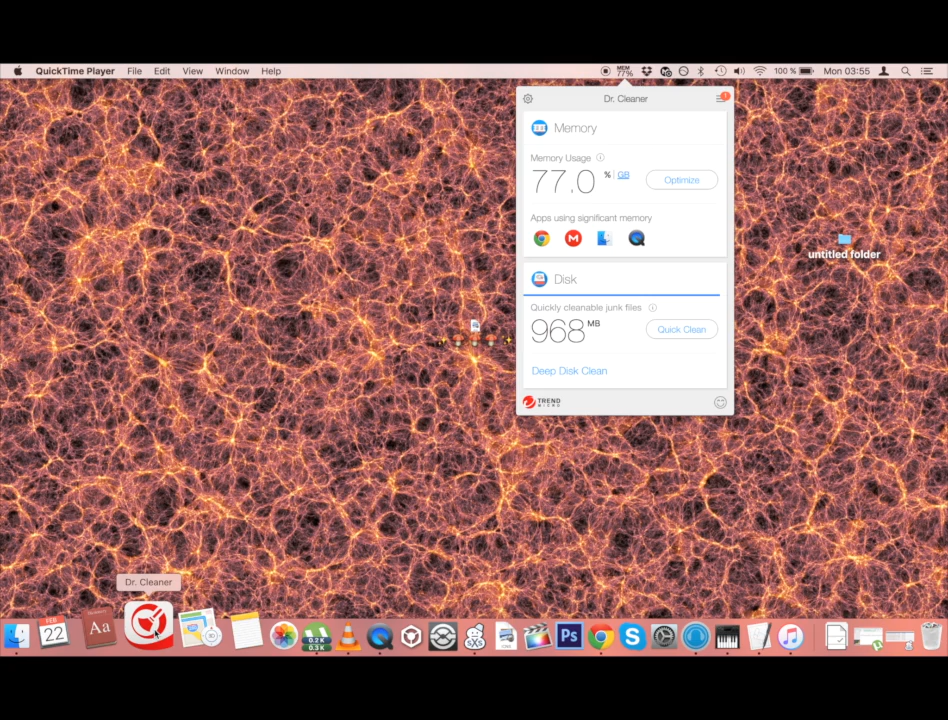 QuickTime Player File Edit View Window Help
MEM
77%
100 % Mon 03:55
Dr. Cleaner
Memory
Memory Usage
77.0 % | GB
Optimize
Apps using significant memory
Disk
Quickly cleanable junk files
968 MB
Quick Clean
Deep Disk Clean
TREND
MICRO
untitled folder
Dr. Cleaner
FEB
22
Aa
0.2 K
0.3 K
SXS
Ps